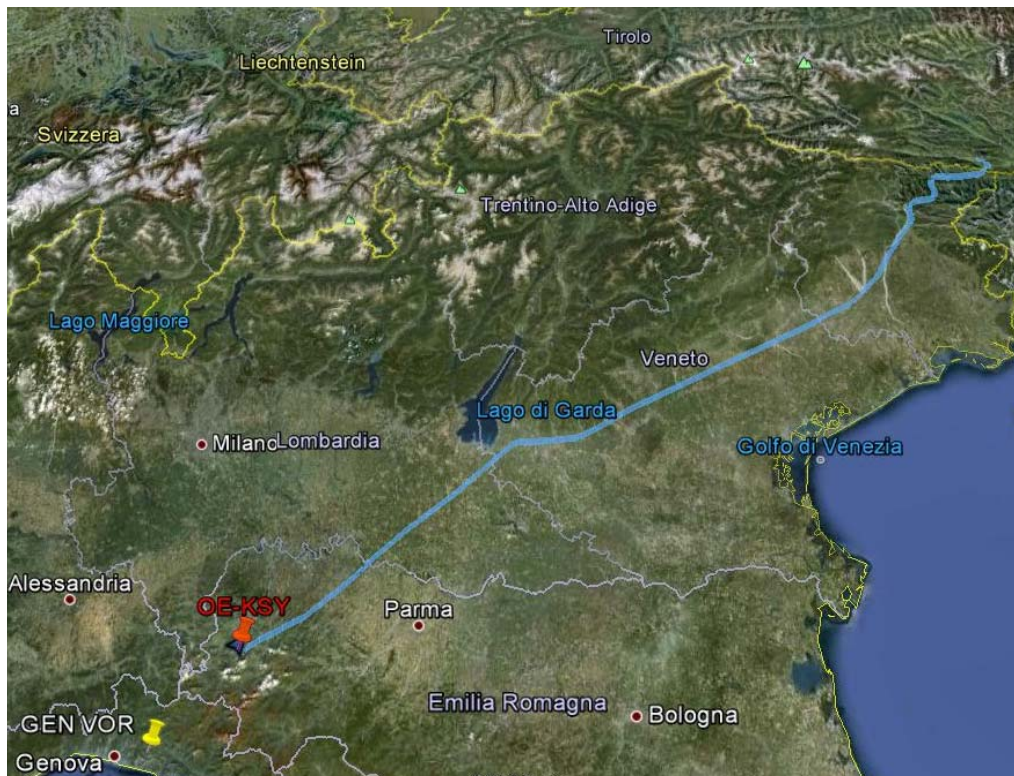 Tirolo
Liechtenstein
a
Svizzera
Trentino-Alto Adige
Lago Maggiore
Veneto
Lago di Garda
Milano
Lombardia
Golfo di Venezia
Alessandria
OE-KSY
Parma
Emilia Romagna
Bologna
GEN VOR
Genova